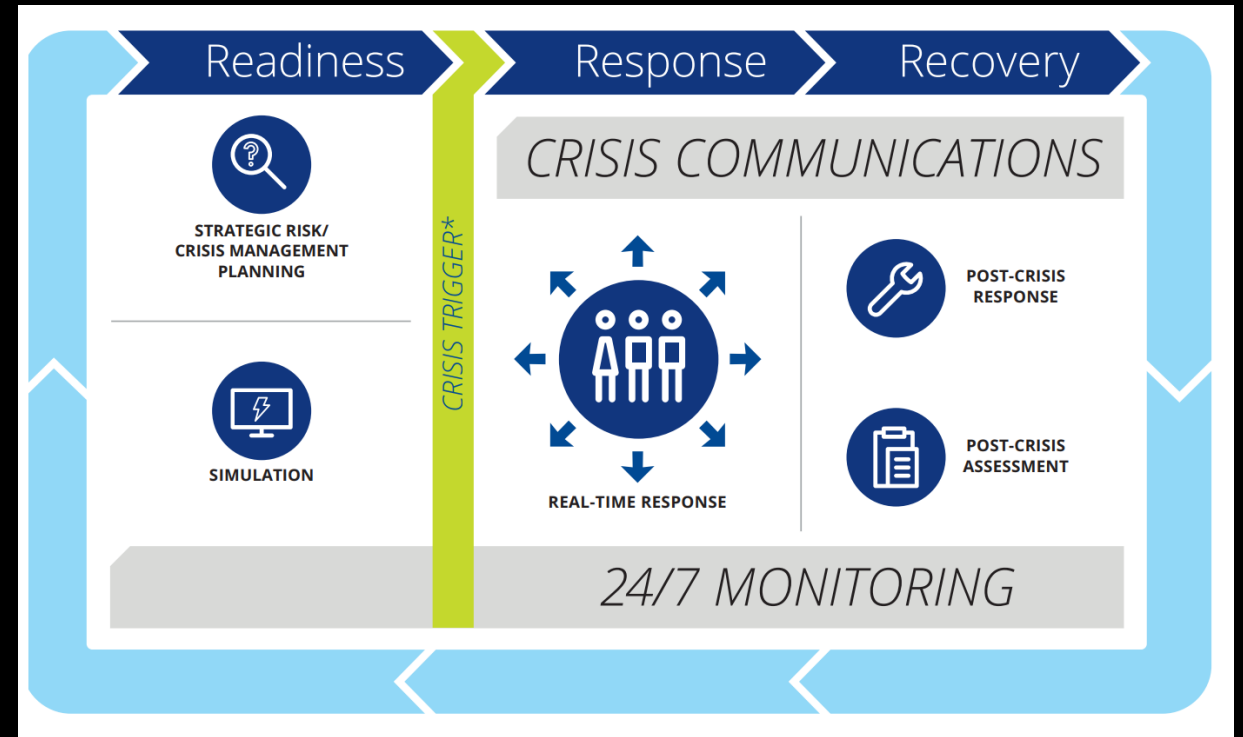 Readiness
Response
Recovery
CRISIS COMMUNICATIONS
?
STRATEGIC RISK/
CRISIS MANAGEMENT
PLANNING
SIMULATION
CRISIS TRIGGER*
REAL-TIME RESPONSE
POST-CRISIS
RESPONSE
POST-CRISIS
ASSESSMENT
24/7 MONITORING